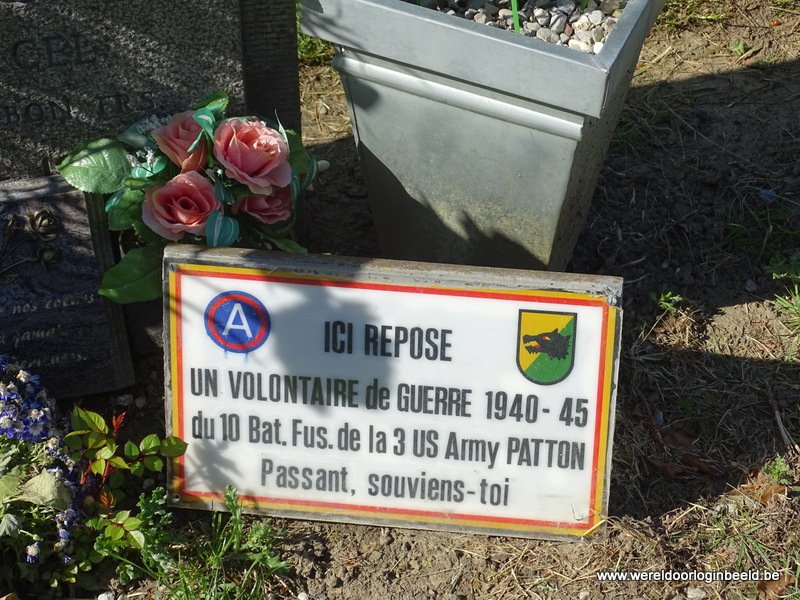 CEL
A
ICI REPOSE
UN VOLONTAIRE de GUERRE 1940-45
du 10 Bat. Fus. de la 3 US Army PATTON
Passant, souviens-toi
www.wereldoorloginbeeld.be